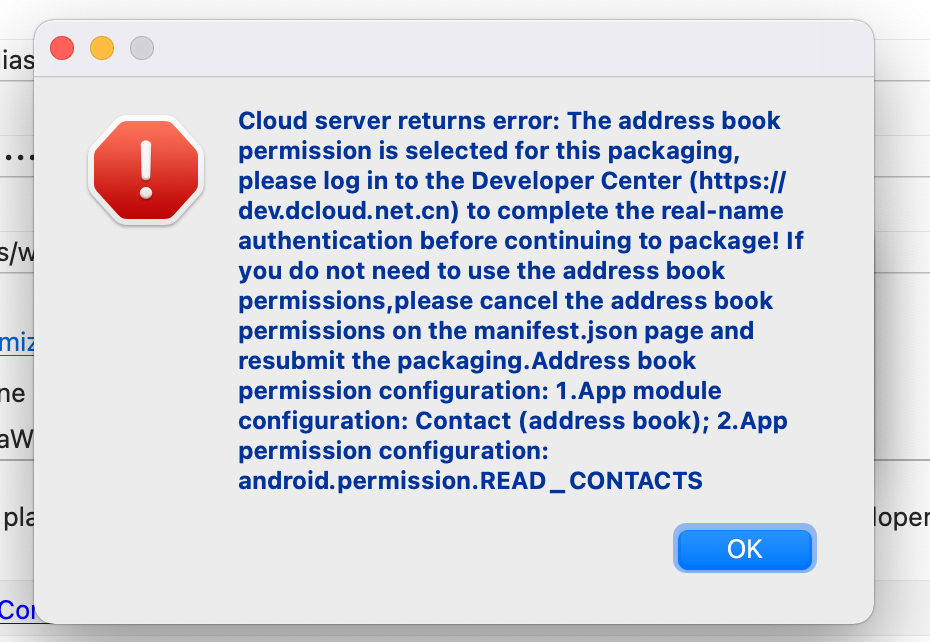 ias
Cloud server returns error: The address book
permission is selected for this packaging,
please log in to the Developer Center (https://
dev.dcloud.net.cn) to complete the real-name
authentication before continuing to package! If
you do not need to use the address book
permissions,please cancel the address book
permissions on the manifest.json page and
resubmit the packaging.Address book
permission configuration: 1.App module
configuration: Contact (address book); 2.App
permission configuration:
android.permission.READ_CONTACTS
OK
s/w
miz
ne
aW
pla
loper
Cor